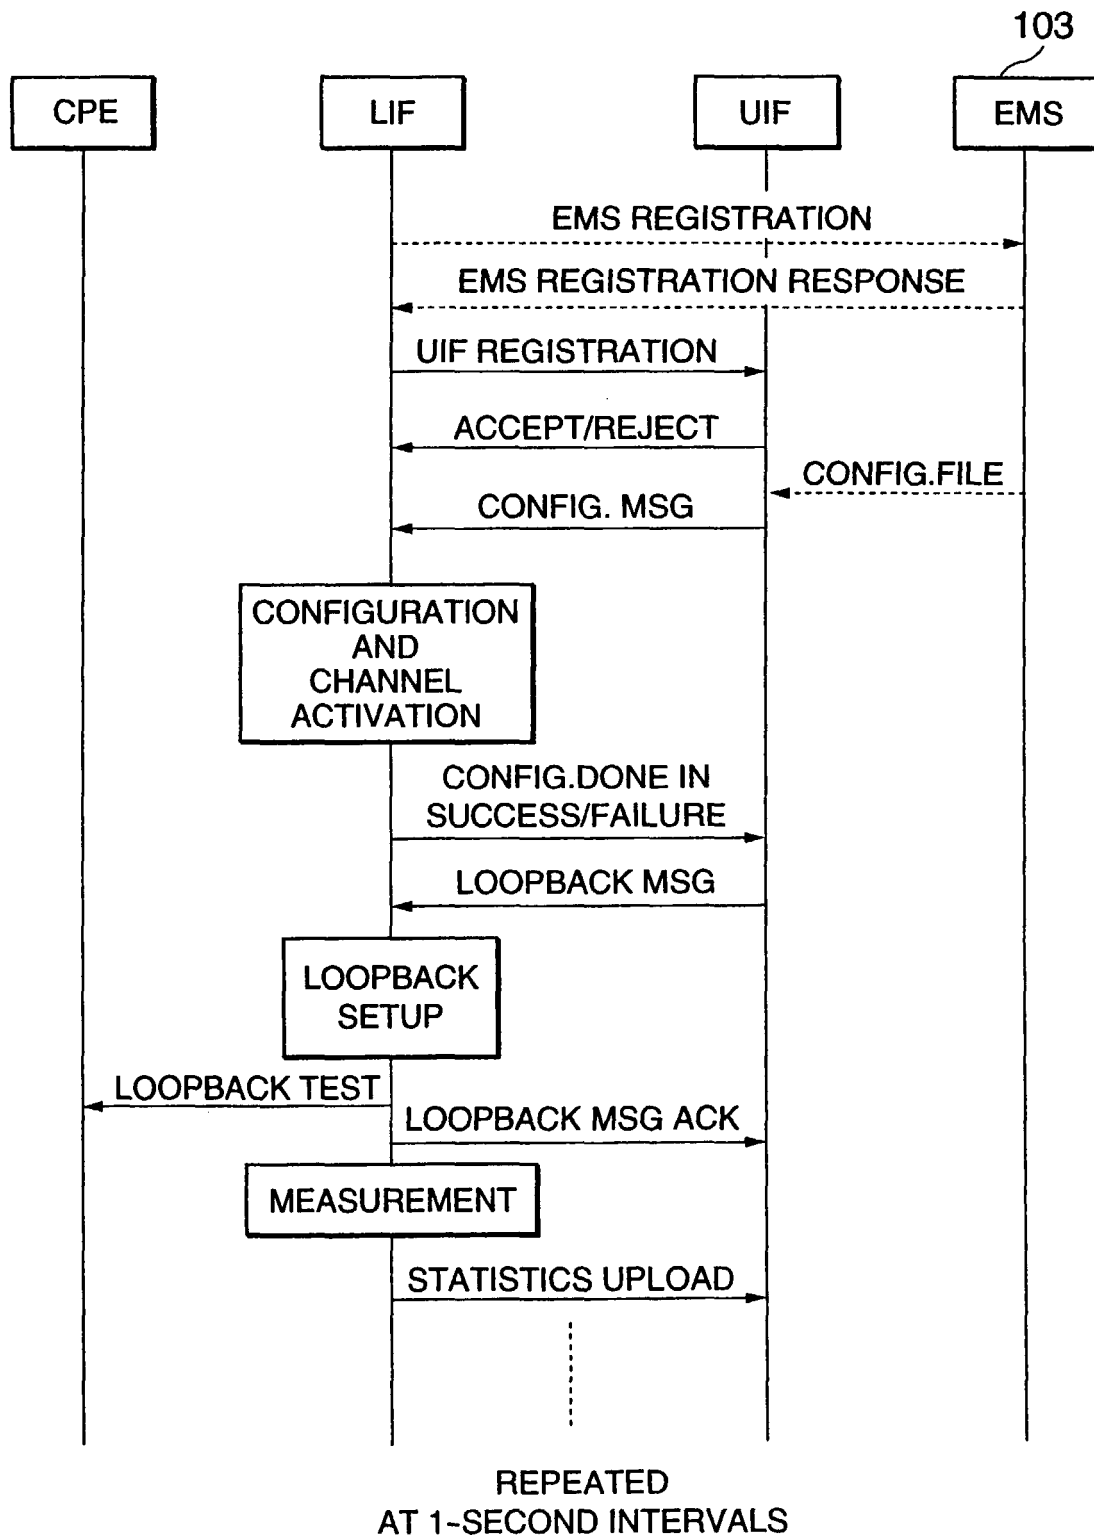 103
CPE
LIF
UIF
EMS
EMS REGISTRATION
EMS REGISTRATION RESPONSE
UIF REGISTRATION
ACCEPT/REJECT
CONFIG.FILE
CONFIG. MSG
CONFIGURATION
AND
CHANNEL
ACTIVATION
CONFIG.DONE IN
SUCCESS/FAILURE
LOOPBACK MSG
LOOPBACK
SETUP
LOOPBACK TEST
LOOPBACK MSG ACK
MEASUREMENT
STATISTICS UPLOAD
REPEATED
AT 1-SECOND INTERVALS